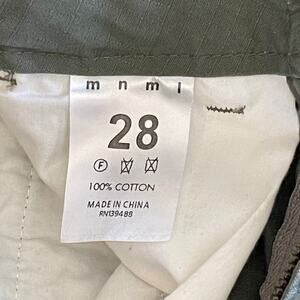 mnml
28
F
100% COTTON
MADE IN CHINA
RN139488